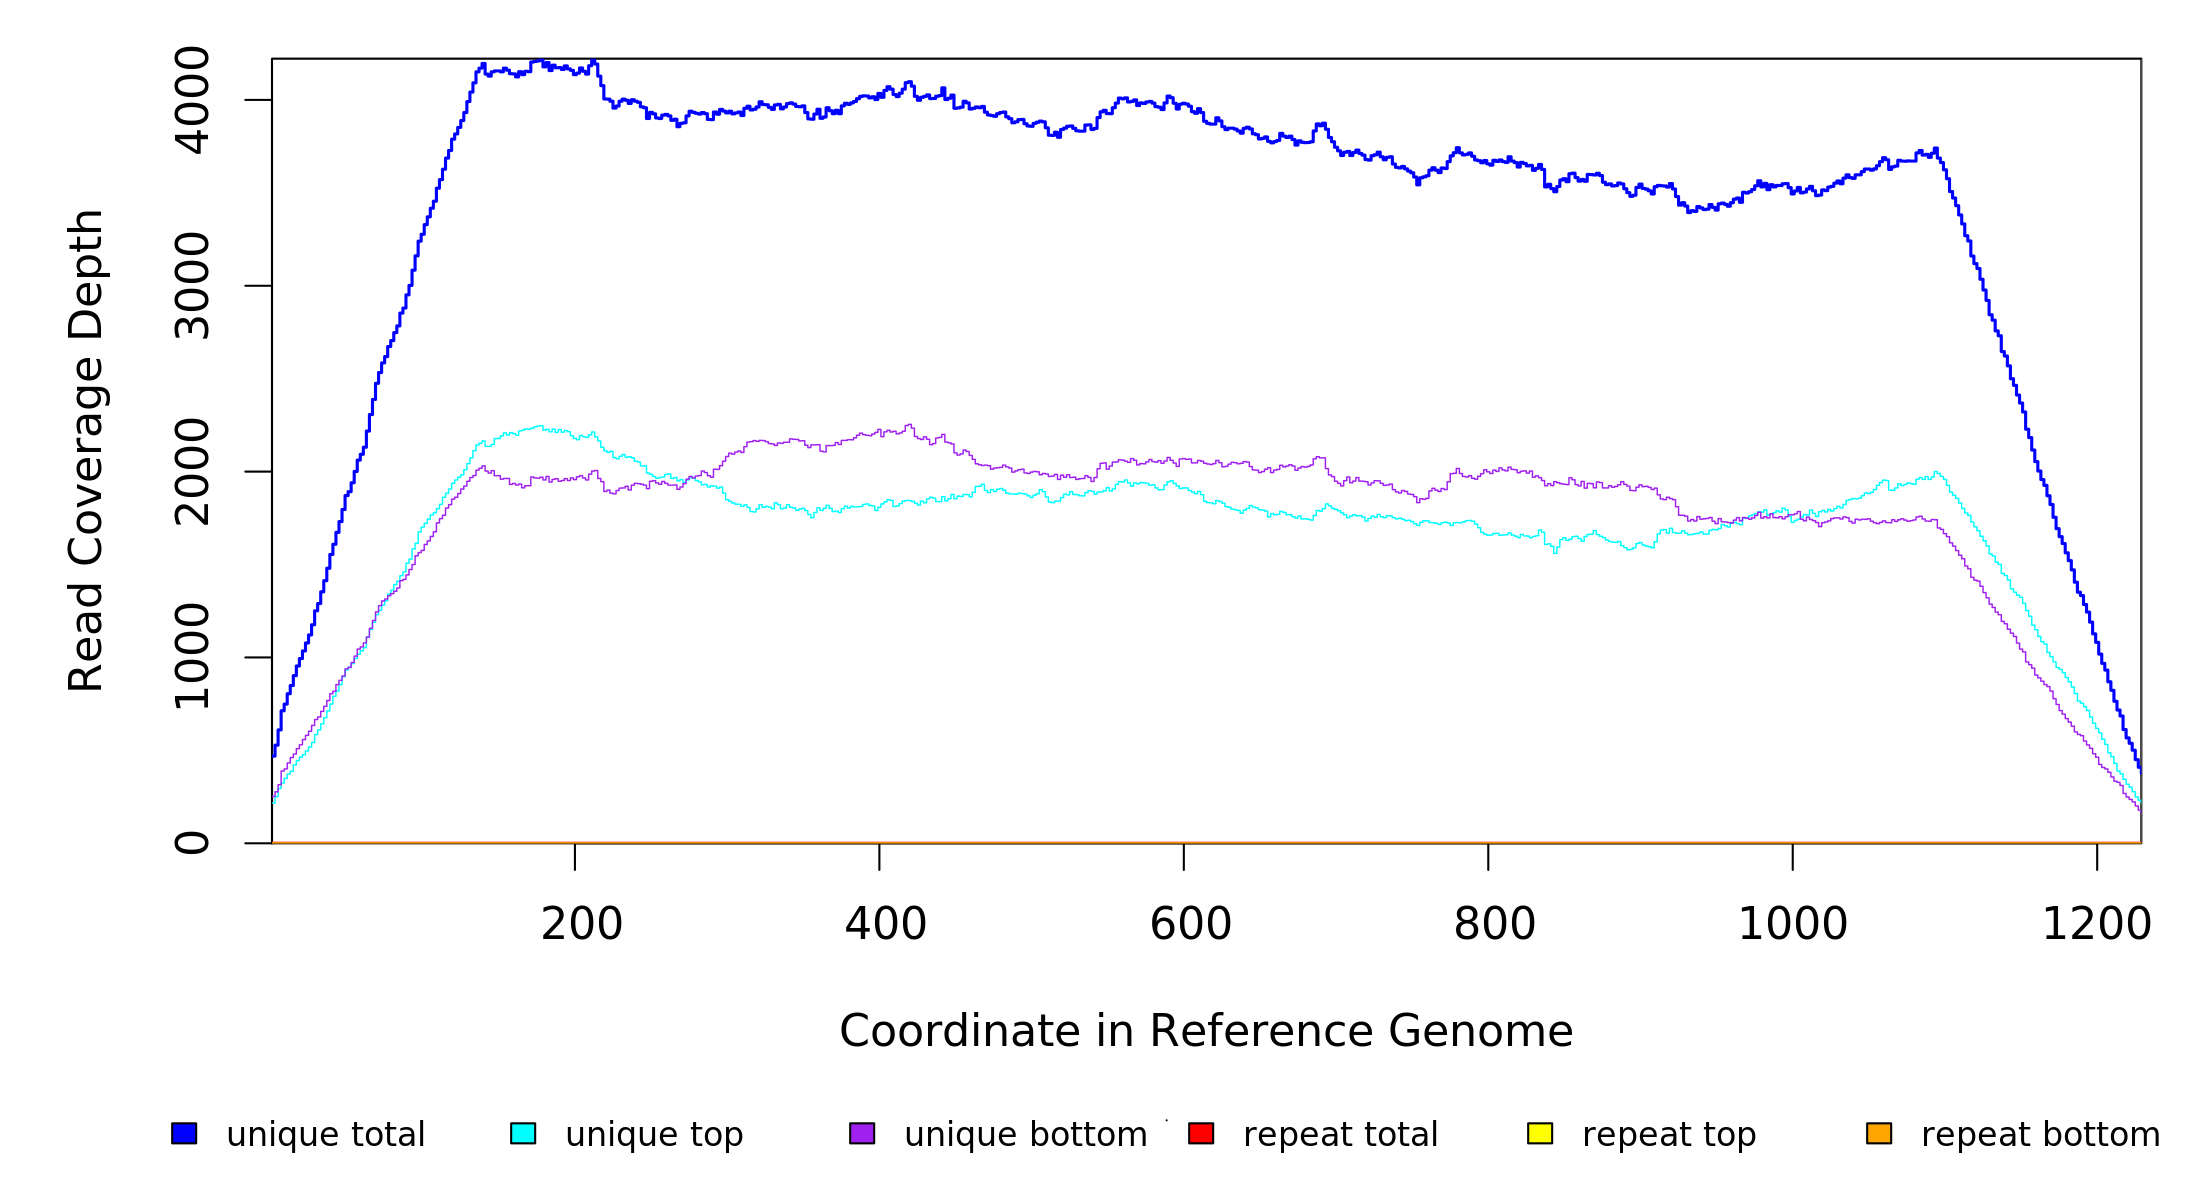 Read Coverage Depth
4000
3000
2000
1000
0
200 400 600 800 1000 1200
Coordinate in Reference Genome
unique total unique top unique bottom repeat total repeat top repeat bottom